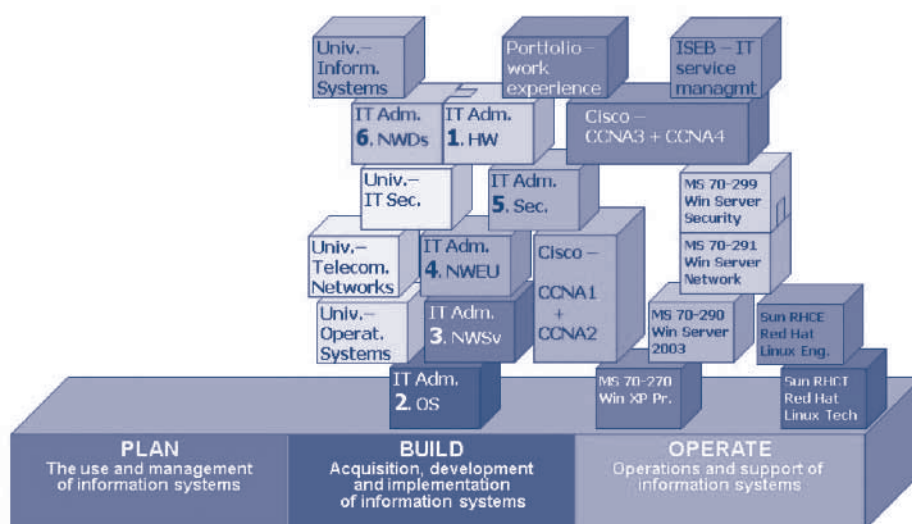 Univ.–
Inform.
Systems
Portfolio –
work
experience
ISEB – IT
service
managmt
IT Adm.
6. NWDs
IT Adm.
1. HW
Cisco –
CCNA3 + CCNA4
Univ.–
IT Sec.
IT Adm.
5. Sec.
MS 70-299
Win Server
Security
Univ.–
Telecom.
Networks
IT Adm.
4. NWEU
Cisco –
CCNA1
+
CCNA2
MS 70-291
Win Server
Network
Univ.–
Operat.
Systems
IT Adm.
3. NWSv
MS 70-290
Win Server
2003
Sun RHCE
Red Hat
Linux Eng.
IT Adm.
2. OS
MS 70-270
Win XP Pr.
Sun RHCT
Red Hat
Linux Tech
PLAN
The use and management
of information systems
BUILD
Acquisition, development
and implementation
of information systems
OPERATE
Operations and support of
information systems